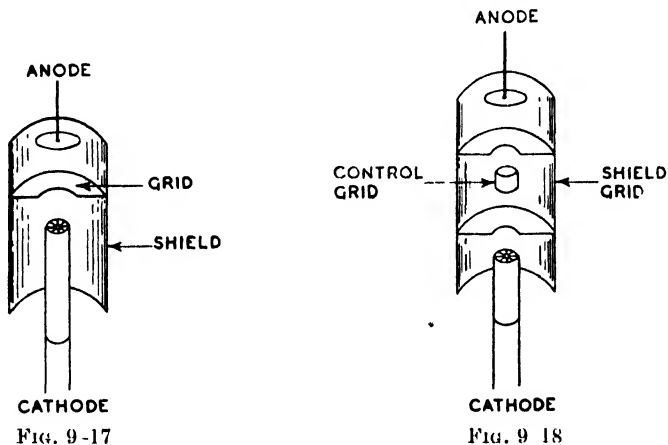 ANODE
GRID
SHIELD
CATHODE
FIG. 9-17
ANODE
CONTROL
GRID
SHIELD
GRID
CATHODE
FIG. 9 18